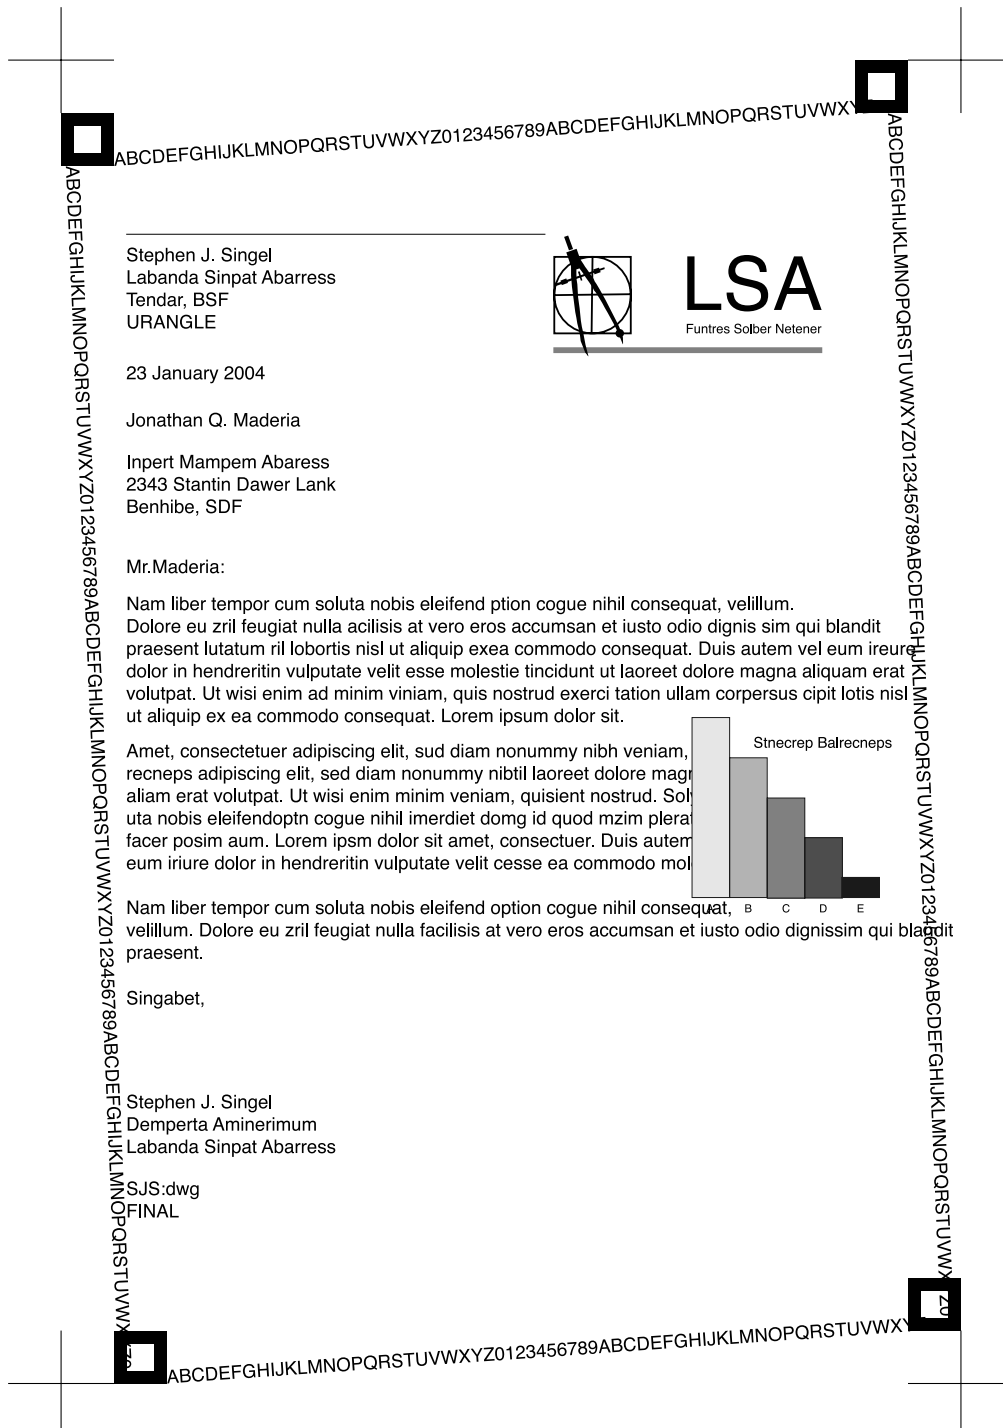 ABCDEFGHIJKLMNOPQRSTUVWXYZ0123456789ABCDEFGHIJKLMNOPQRSTUVWXY
ABCDEFGHIJKLMNOPQRSTUVWXYZ0123456789ABCDEFGHIJKLMNOPQRSTUVWXYZ0123456789ABCDEFGHIJKLMNOPQRSTUVWX
ABCDEFGHIJKLMNOPQRSTUVWXYZ0123456789ABCDEFGHIJKLMNOPQRSTUVWXYZ0123456789ABCDEFGHIJKLMNOPQRSTUVWX
Stephen J. Singel
Labanda Sinpat Abarress
Tendar, BSF
URANGLE
LSA
Funtres Solber Netener
23 January 2004
Jonathan Q. Maderia
Inpert Mampem Abaress
2343 Stantin Dawer Lank
Benhibe, SDF
Mr.Maderia:
Nam liber tempor cum soluta nobis eleifend ption cogue nihil consequat, velillum.
Dolore eu zril feugiat nulla acilisis at vero eros accumsan et iusto odio dignis sim qui blandit
praesent lutatum ril lobortis nisl ut aliquip exea commodo consequat. Duis autem vel eum ireure
dolor in hendreritin vulputate velit esse molestie tincidunt ut laoreet dolore magna aliquam erat
volutpat. Ut wisi enim ad minim viniam, quis nostrud exerci tation ullam corpersus cipit lotis nisl
ut aliquip ex ea commodo consequat. Lorem ipsum dolor sit.
Amet, consectetuer adipiscing elit, sud diam nonummy nibh veniam,
recneps adipiscing elit, sed diam nonummy nibtil laoreet dolore
aliam erat volutpat. Ut wisi enim minim veniam, quisient nostrud.
uta nobis eleifendoptn cogue nihil imerdiet domg id quod mzim
facer posim aum. Lorem ipsm dolor sit amet, consectuer. Duis autem
eum iriure dolor in hendreritin vulputate velit cesse ea commodo
Stnecrep Balrecneps
A B C D E
Nam liber tempor cum soluta nobis eleifend option cogue nihil consequat,
velillum. Dolore eu zril feugiat nulla facilisis at vero eros accumsan et iusto odio dignissim qui blandit
praesent.
Singabet,
Stephen J. Singel
Demperta Aminerimum
Labanda Sinpat Abarress
SJS:dwg
FINAL
ABCDEFGHIJKLMNOPQRSTUVWXYZ0123456789ABCDEFGHIJKLMNOPQRSTUVWXY